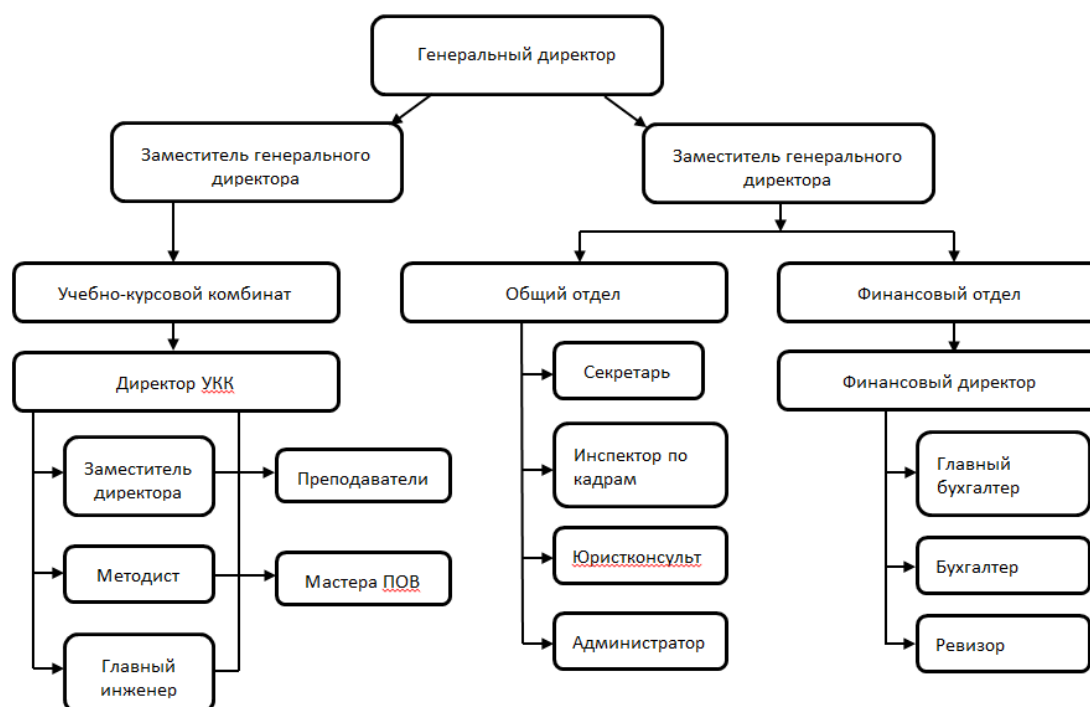 Генеральный директор
Заместитель генерального
директора
Заместитель генерального
директора
Учебно-курсовой комбинат
Общий отдел
Финансовый отдел
Директор УКК
Секретарь
Финансовый директор
Заместитель
директора
Преподаватели
Инспектор по
кадрам
Главный
бухгалтер
Методист
Мастера ПОВ
Юристконсульт
Бухгалтер
Главный
инженер
Администратор
Ревизор